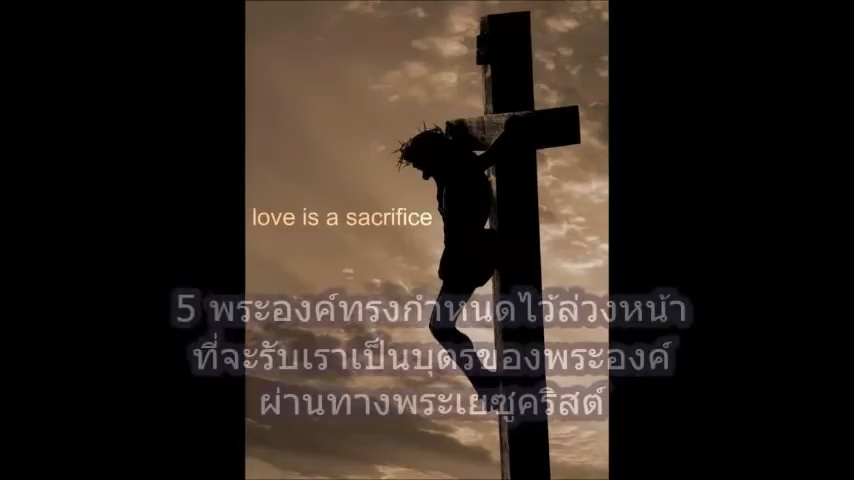 love is a sacrifice
5 พระองค์ทรงกำหนดไว้ล่วงหน้า
ที่จะรับเราเป็นบุตรของพระองค์
ผ่านทางพระเยซูคริสต์